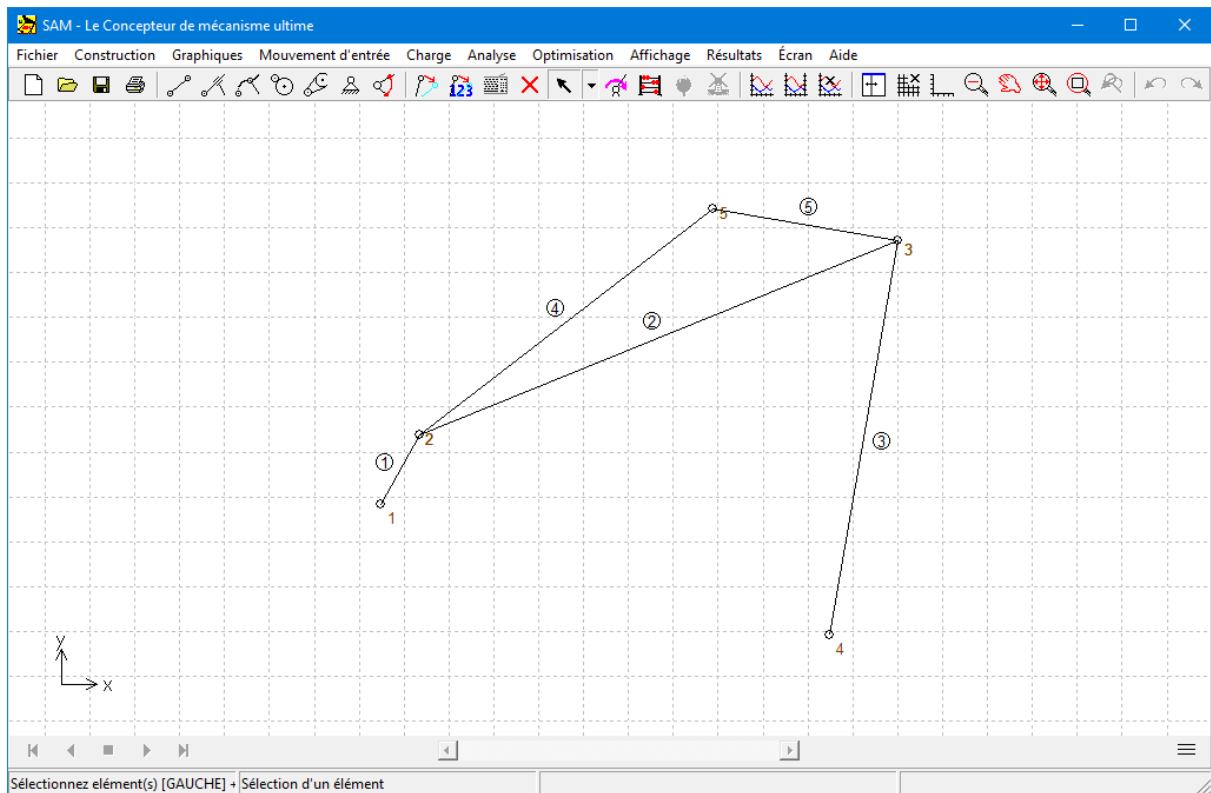 SAM - Le Concepteur de mécanisme ultime
Fichier Construction Graphiques Mouvement d'entrée Charge Analyse Optimisation Affichage Résultats Écran Aide
123
5
⑤
3
④
②
2
③
①
1
4
y
x
Sélectionnez elément(s) [GAUCHE] + Sélection d'un élément